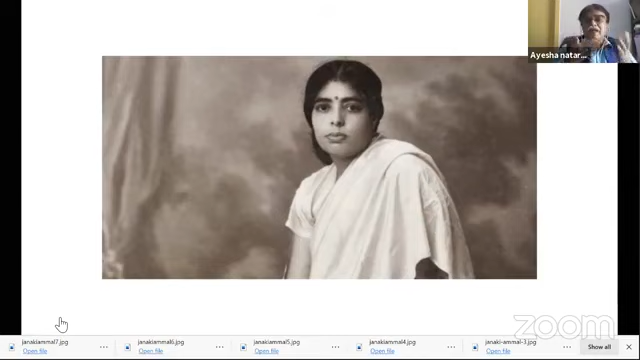 Ayesha natar...
zoom
janakiammal7.jpg
Open file
janakiammal6.jpg
Open file
janakiammal5.jpg
Open file
janakiammal4.jpg
Open file
janaki-ammal-3.jpg
Open file
Show all